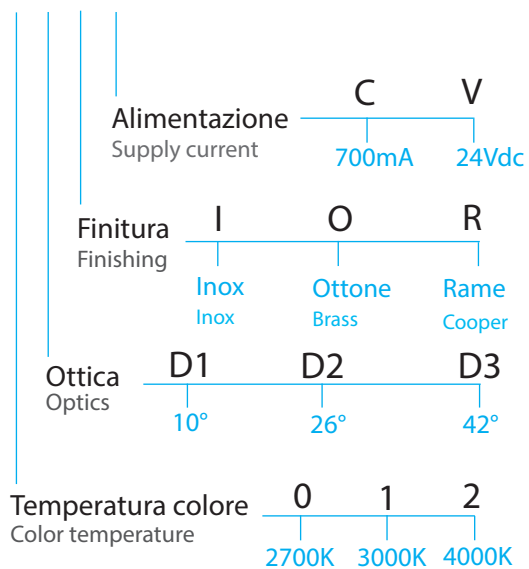 C V
Alimentazione
Supply current
700mA 24Vdc
Finitura I O R
Finishing
Inox Ottone Rame
Inox Brass Cooper
Ottica D1 D2 D3
Optics
10° 26° 42°
Temperatura colore 0 1 2
Color temperature
2700K 3000K 4000K